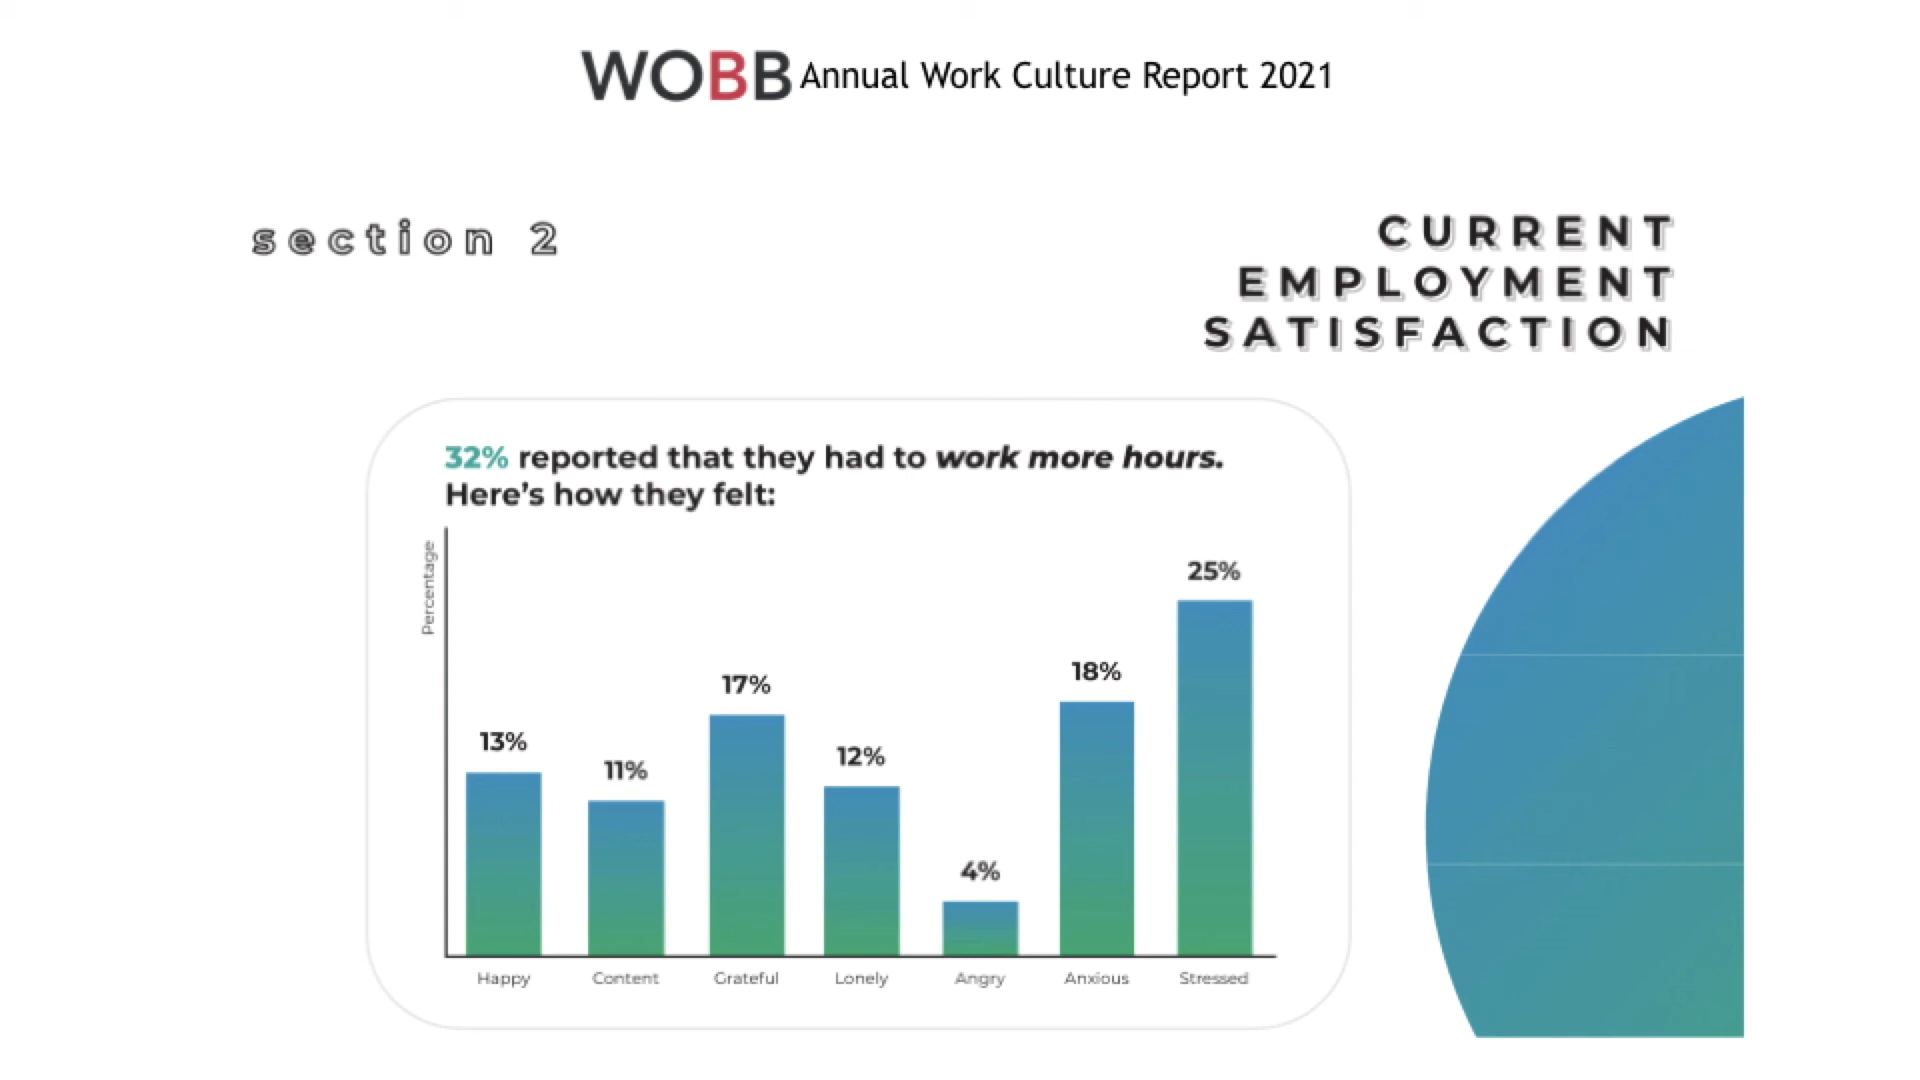 WOBB Annual Work Culture Report 2021
section 2
CURRENT
EMPLOYMENT
SATISFACTION
32% reported that they had to work more hours.
Here's how they felt:
Percentage
13%
11%
17%
12%
4%
18%
25%
Happy
Content
Grateful
Lonely
Angry
Anxious
Stressed